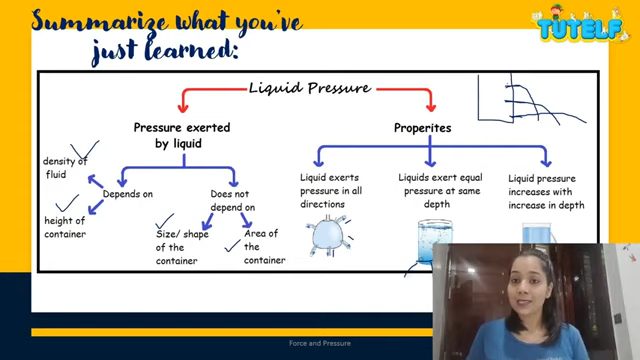 Summarize what you've
just learned:
TUTELF
Liquid Pressure
Pressure exerted
by liquid
Properites
density of
fluid
Depends on
height of
container
Does not
depend on
Size/ shape
of the
container
Area of
the
container
Liquid exerts
pressure in all
directions
Liquids exert equal
pressure at same
depth
Liquid pressure
increases with
increase in depth
Force and Pressure